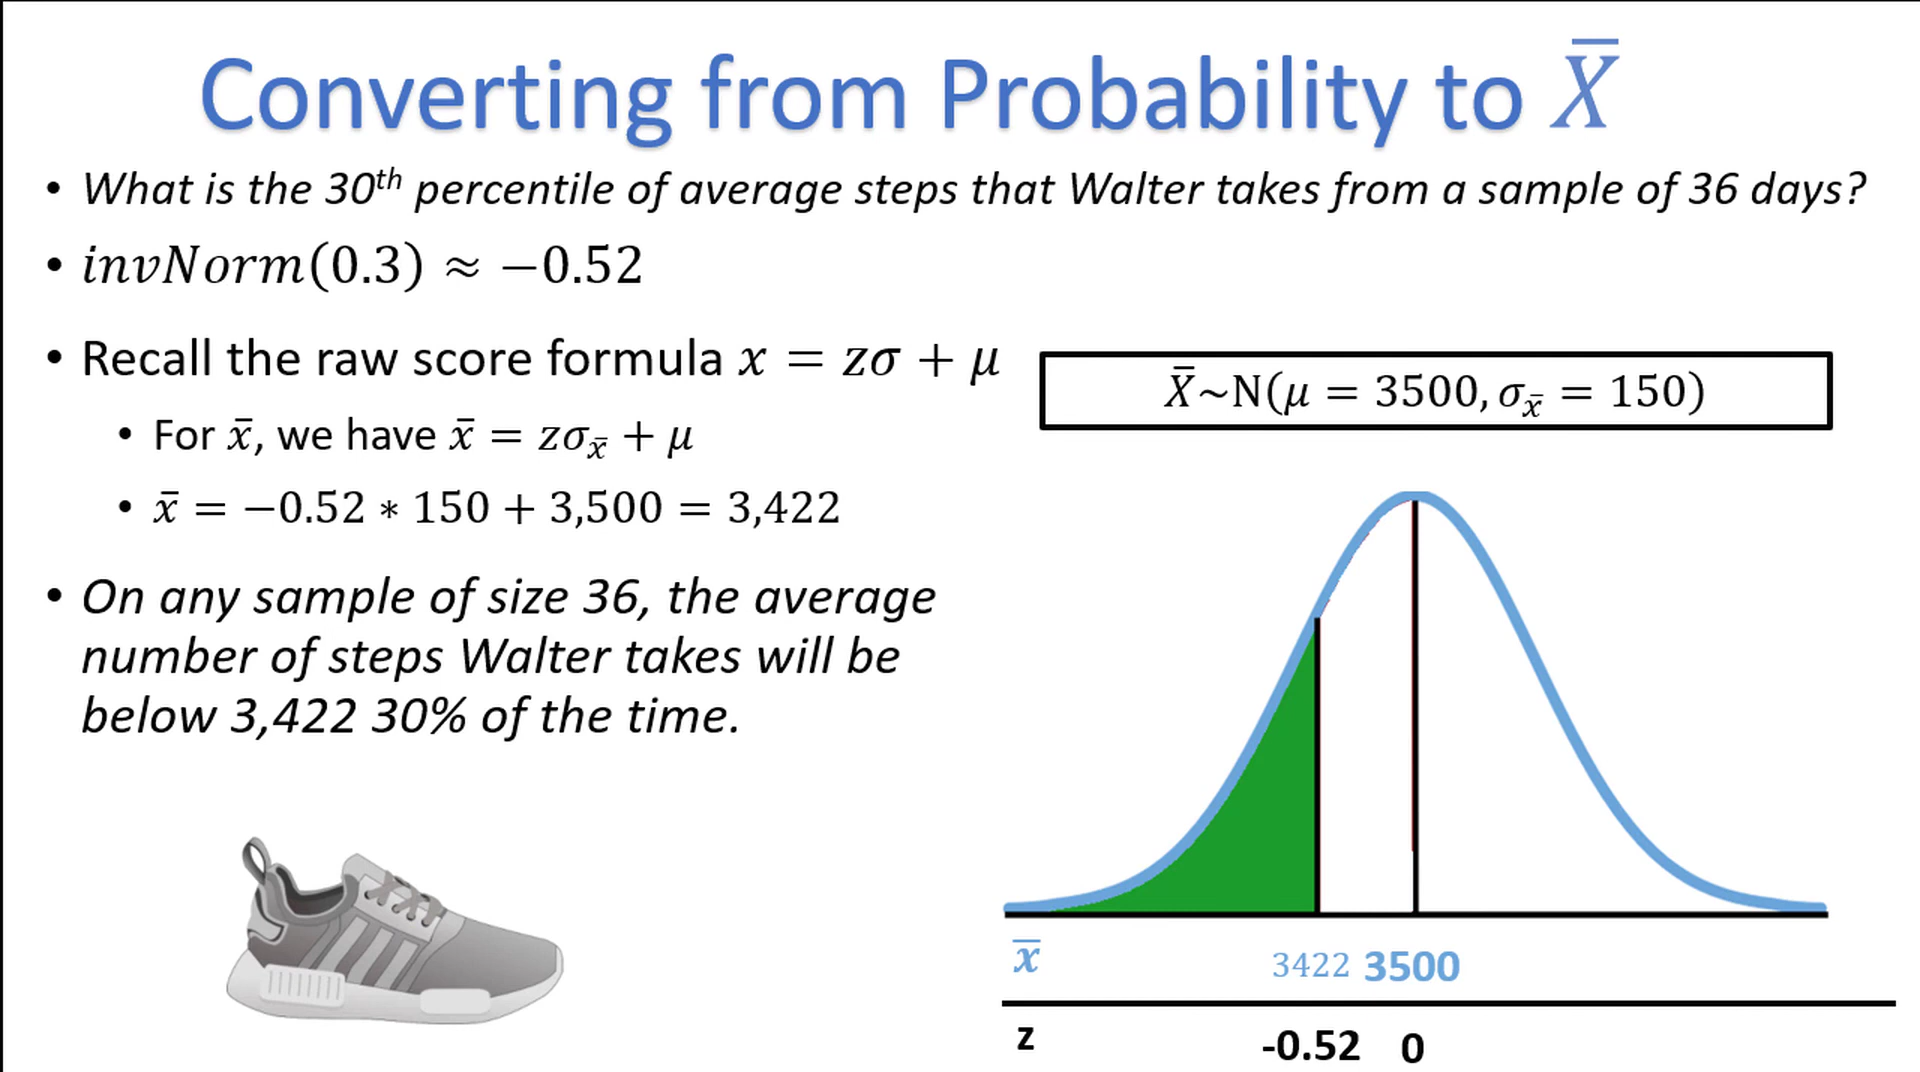 Converting from Probability to X̅
• What is the 30th percentile of average steps that Walter takes from a sample of 36 days?
• invNorm(0.3) ≈ −0.52
• Recall the raw score formula x = zσ + μ
X̅~N(μ = 3500, σx̅ = 150)
• For x̅, we have x̅ = zσx̅ + μ
• x̅ = −0.52 * 150 + 3,500 = 3,422
• On any sample of size 36, the average
number of steps Walter takes will be
below 3,422 30% of the time.
x̅ 3422 3500
z -0.52 0